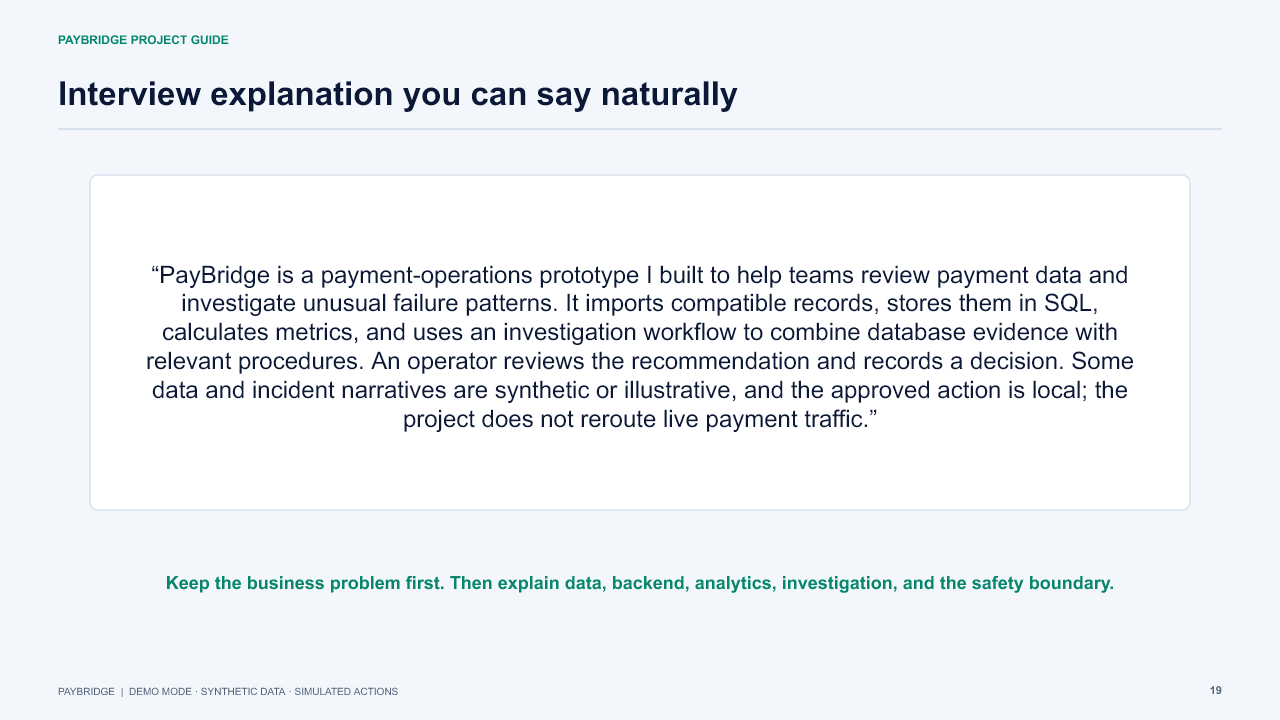 PAYBRIDGE PROJECT GUIDE
Interview explanation you can say naturally
“PayBridge is a payment-operations prototype I built to help teams review payment data and
investigate unusual failure patterns. It imports compatible records, stores them in SQL,
calculates metrics, and uses an investigation workflow to combine database evidence with
relevant procedures. An operator reviews the recommendation and records a decision. Some
data and incident narratives are synthetic or illustrative, and the approved action is local; the
project does not reroute live payment traffic.”
Keep the business problem first. Then explain data, backend, analytics, investigation, and the safety boundary.
PAYBRIDGE | DEMO MODE · SYNTHETIC DATA · SIMULATED ACTIONS
19